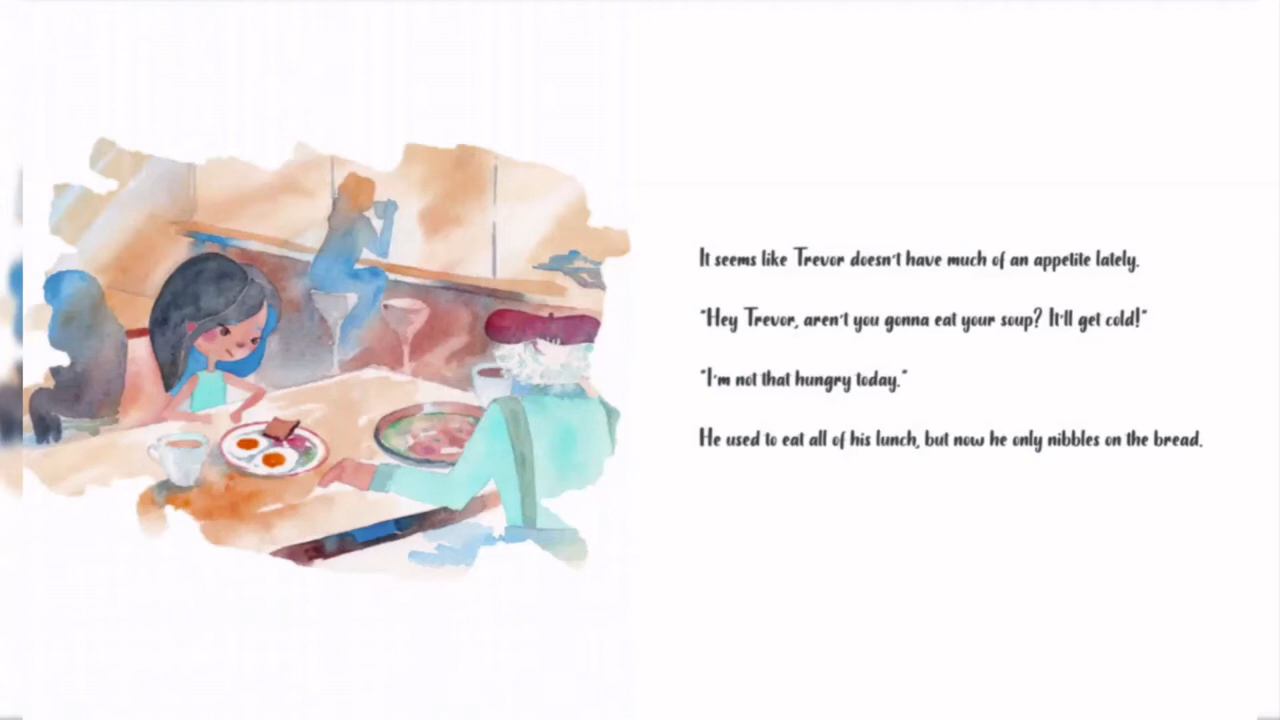 It seems like Trevor doesn't have much of an appetite lately.
"Hey Trevor, aren't you gonna eat your soup? It'll get cold!"
"I'm not that hungry today."
He used to eat all of his lunch, but now he only nibbles on the bread.